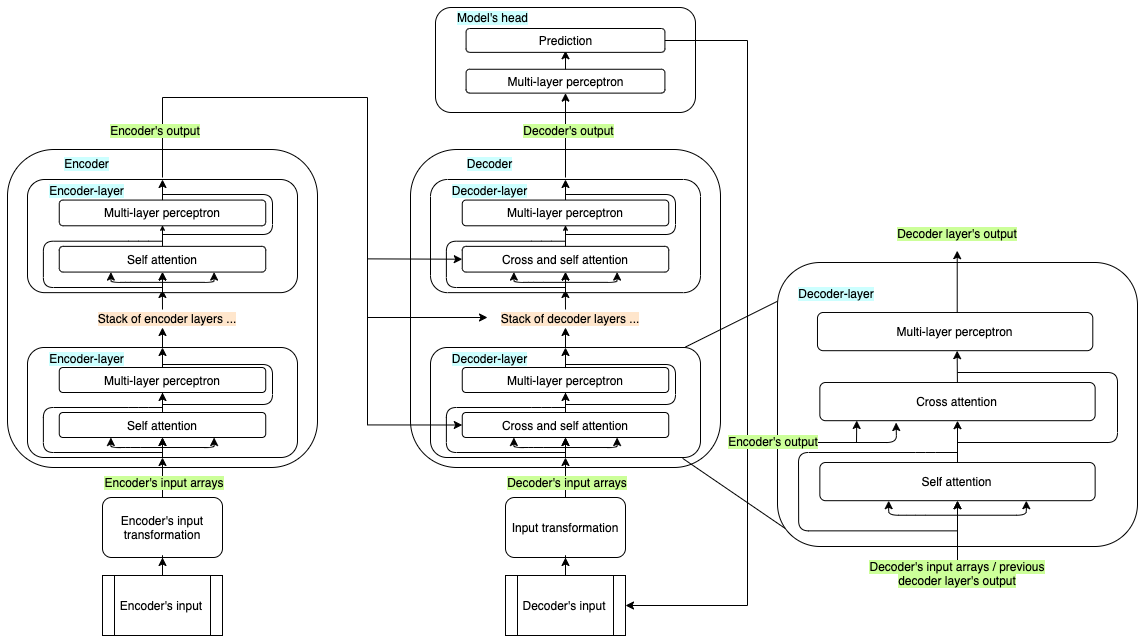 Model's head
Prediction
Multi-layer perceptron
Encoder's output
Decoder's output
Encoder
Encoder-layer
Multi-layer perceptron
Self attention
Stack of encoder layers ...
Encoder-layer
Multi-layer perceptron
Self attention
Encoder's input arrays
Encoder's input
transformation
Encoder's input
Decoder
Decoder-layer
Multi-layer perceptron
Cross and self attention
Stack of decoder layers ...
Decoder-layer
Multi-layer perceptron
Cross and self attention
Decoder's input arrays
Input transformation
Decoder's input
Decoder layer's output
Decoder-layer
Multi-layer perceptron
Cross attention
Encoder's output
Self attention
Decoder's input arrays / previous
decoder layer's output